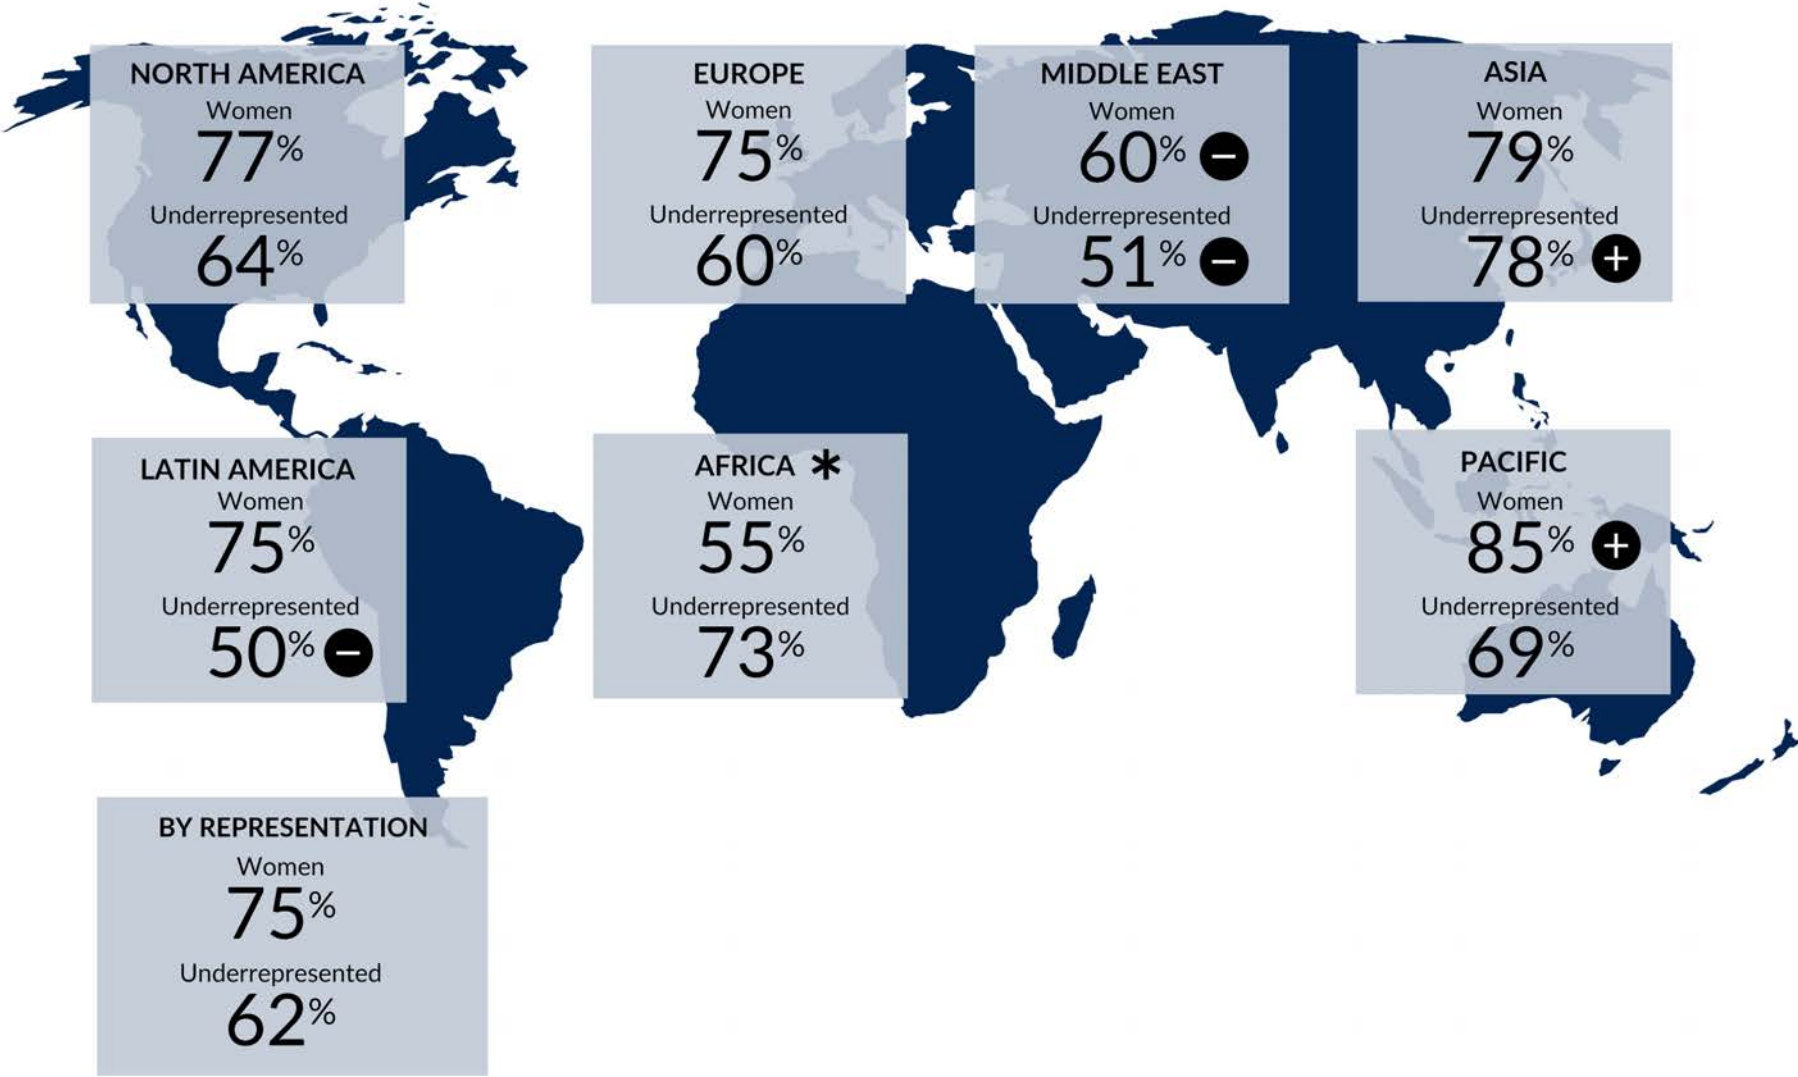 NORTH AMERICA
Women
77%
Underrepresented
64%
EUROPE
Women
75%
Underrepresented
60%
MIDDLE EAST
Women
60% −
Underrepresented
51% −
ASIA
Women
79%
Underrepresented
78% +
LATIN AMERICA
Women
75%
Underrepresented
50% −
AFRICA *
Women
55%
Underrepresented
73%
PACIFIC
Women
85% +
Underrepresented
69%
BY REPRESENTATION
Women
75%
Underrepresented
62%